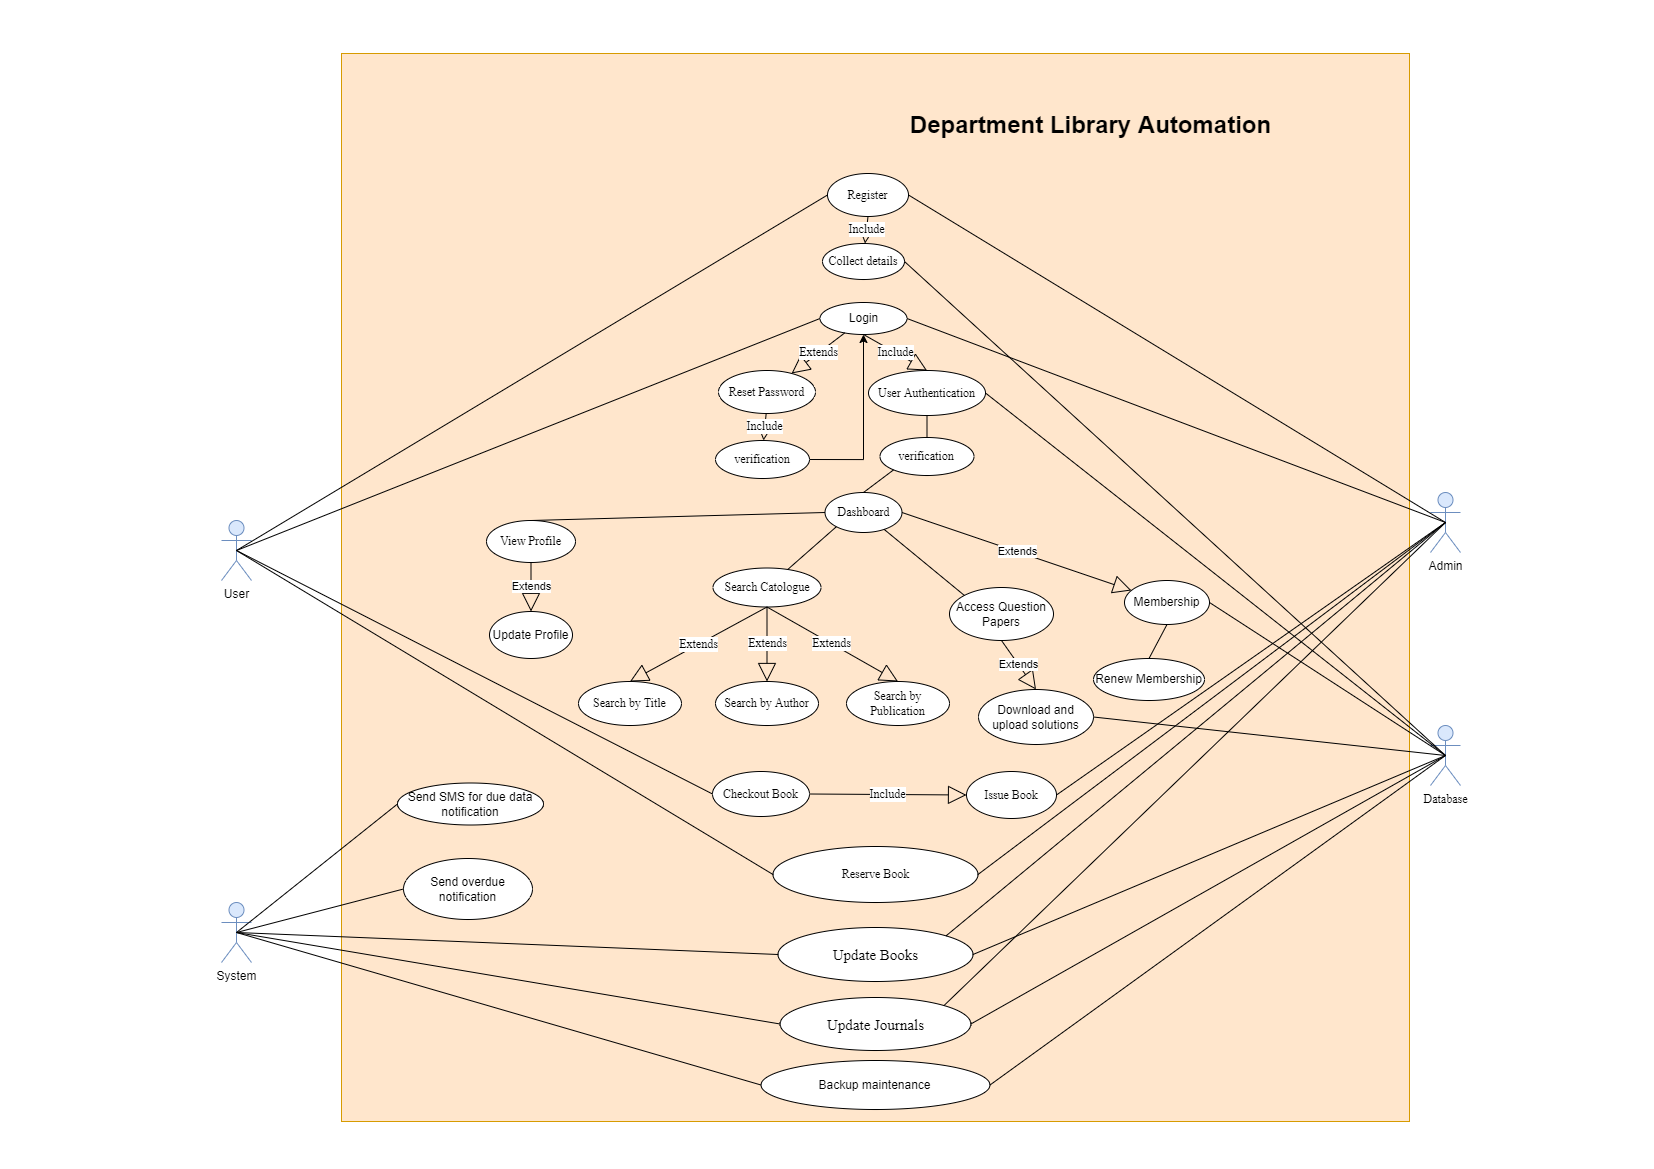 Department Library Automation
Register
Include
Collect details
Login
Extends
Include
Reset Password
User Authentication
Include
verification
verification
Dashboard
View Profile
Extends
User
Admin
Extends
Search Catologue
Membership
Access Question
Papers
Update Profile
Extends
Extends
Extends
Extends
Renew Membership
Search by Title
Search by Author
Search by
Publication
Download and
upload solutions
Checkout Book
Include
Issue Book
Database
Send SMS for due data
notification
Reserve Book
Send overdue
notification
Update Books
System
Update Journals
Backup maintenance